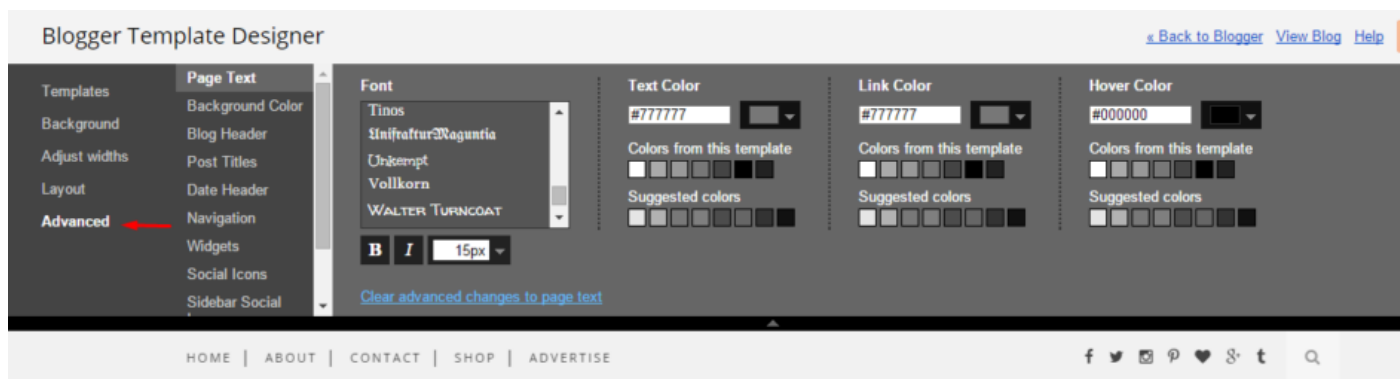 Blogger Template Designer
« Back to Blogger View Blog Help
Templates
Background
Adjust widths
Layout
Advanced
Page Text
Background Color
Blog Header
Post Titles
Date Header
Navigation
Widgets
Social Icons
Sidebar Social
Font
Tinos
UnifrakturMaguntia
Unkempt
Vollkorn
WALTER TURNCOAT
B I 15px
Clear advanced changes to page text
Text Color
#777777
Colors from this template
Suggested colors
Link Color
#777777
Colors from this template
Suggested colors
Hover Color
#000000
Colors from this template
Suggested colors
HOME | ABOUT | CONTACT | SHOP | ADVERTISE